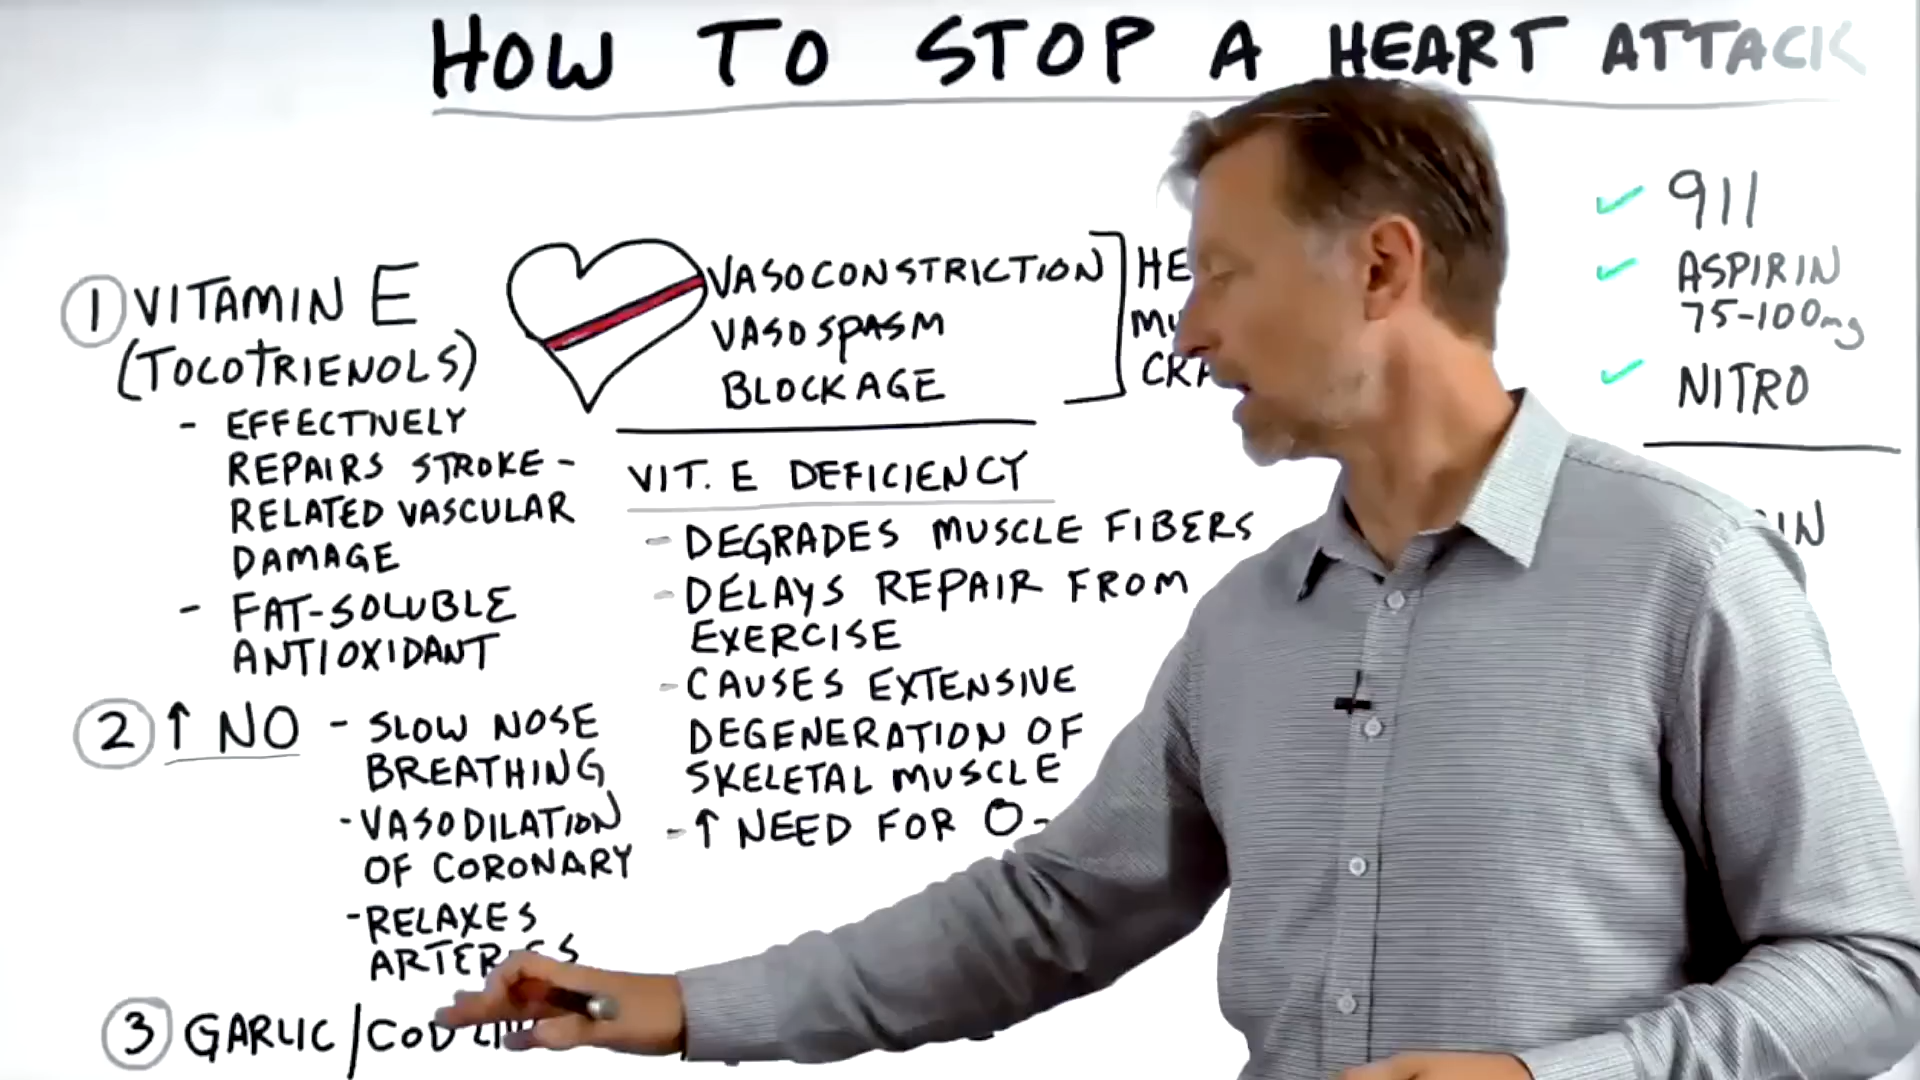 HOW TO STOP A HEART ATTACK
1 VITAMIN E
(TOCOTRIENOLS)
- EFFECTIVELY
REPAIRS STROKE-
RELATED VASCULAR
DAMAGE
- FAT-SOLUBLE
ANTIOXIDANT
2 ↑ NO - SLOW NOSE
BREATHING
- VASODILATION
OF CORONARY
- RELAXES
ARTERIES
3 GARLIC/COD
VASOCONSTRICTION
VASOSPASM
BLOCKAGE
VIT. E DEFICIENCY
- DEGRADES MUSCLE FIBERS
- DELAYS REPAIR FROM
EXERCISE
- CAUSES EXTENSIVE
DEGENERATION OF
SKELETAL MUSCLE
- ↑ NEED FOR O
✓ 911
✓ ASPIRIN
75-100mg
✓ NITRO